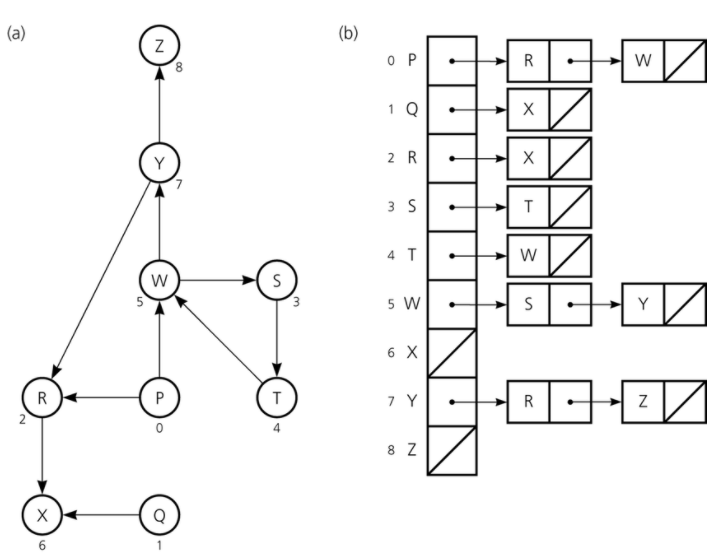 (a)
Z
8
Y
7
W
5
S
3
R
2
P
0
T
4
X
6
Q
1
(b)
0 P R W
1 Q X
2 R X
3 S T
4 T W
5 W S Y
6 X
7 Y R Z
8 Z